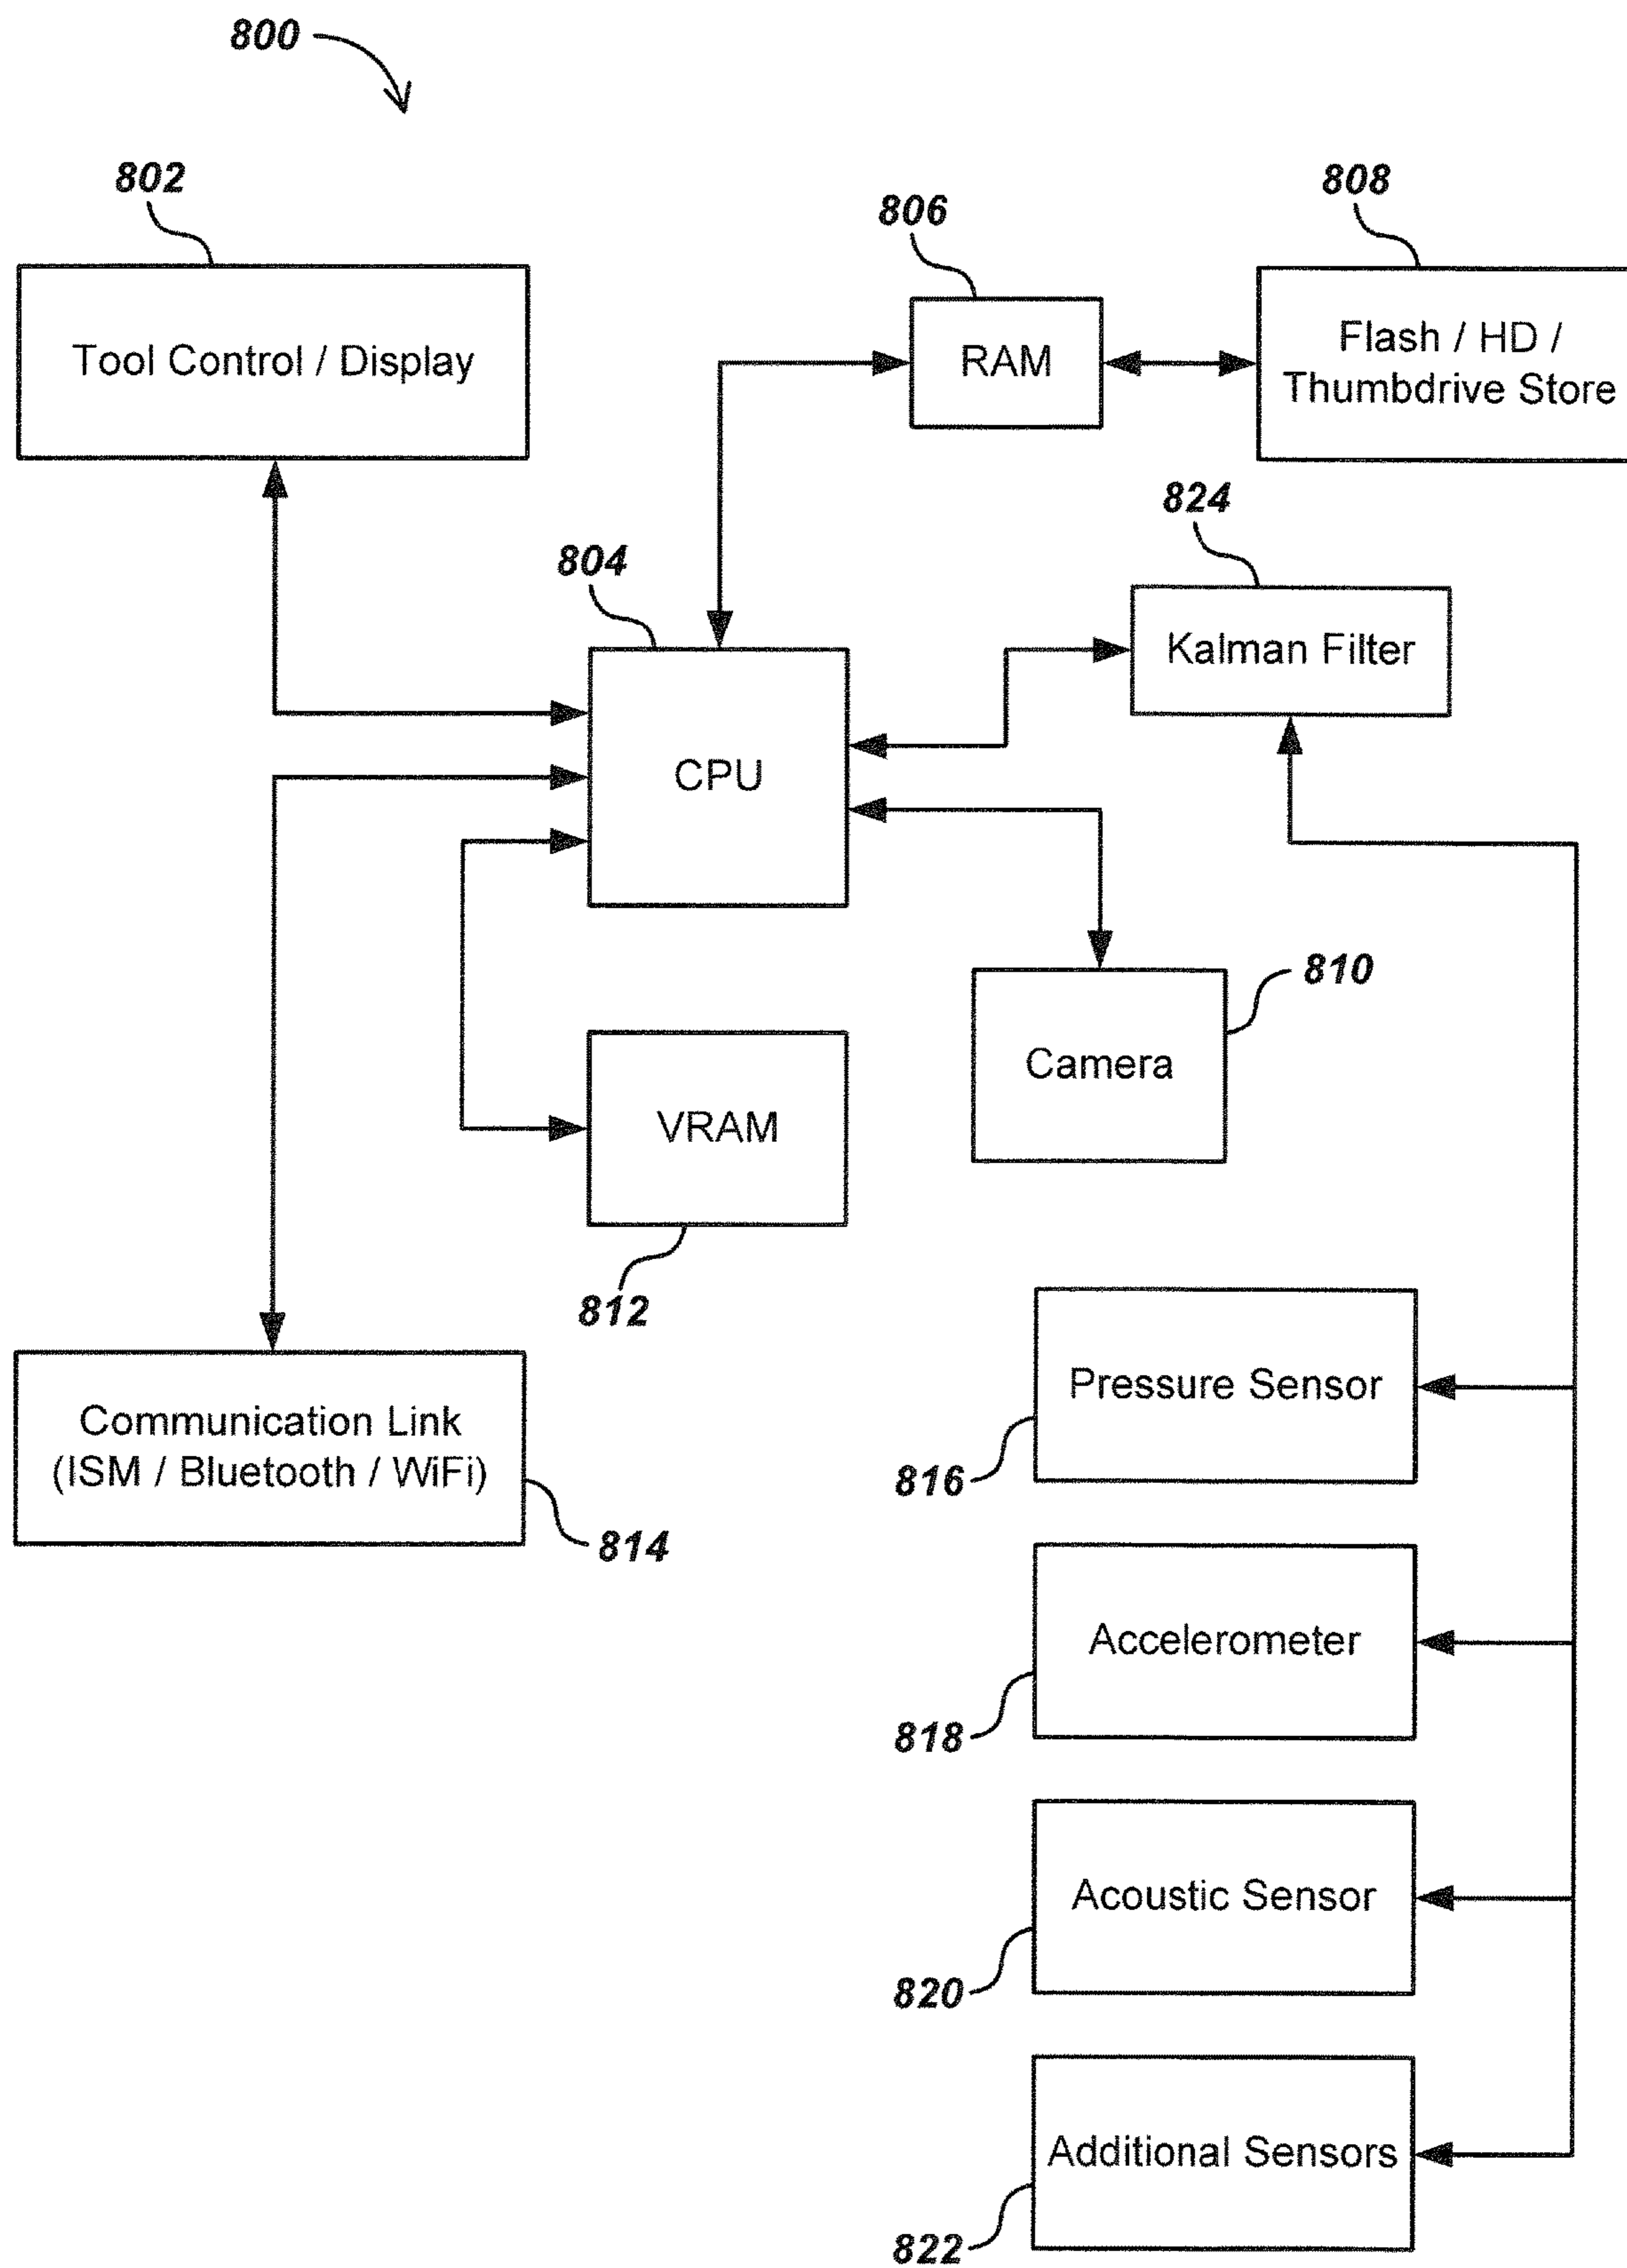 800
802
806
808
Tool Control / Display
RAM
Flash / HD /
Thumbdrive Store
824
804
Kalman Filter
CPU
810
Camera
VRAM
812
Pressure Sensor
Communication Link
(ISM / Bluetooth / WiFi)
816
814
Accelerometer
818
Acoustic Sensor
820
Additional Sensors
822